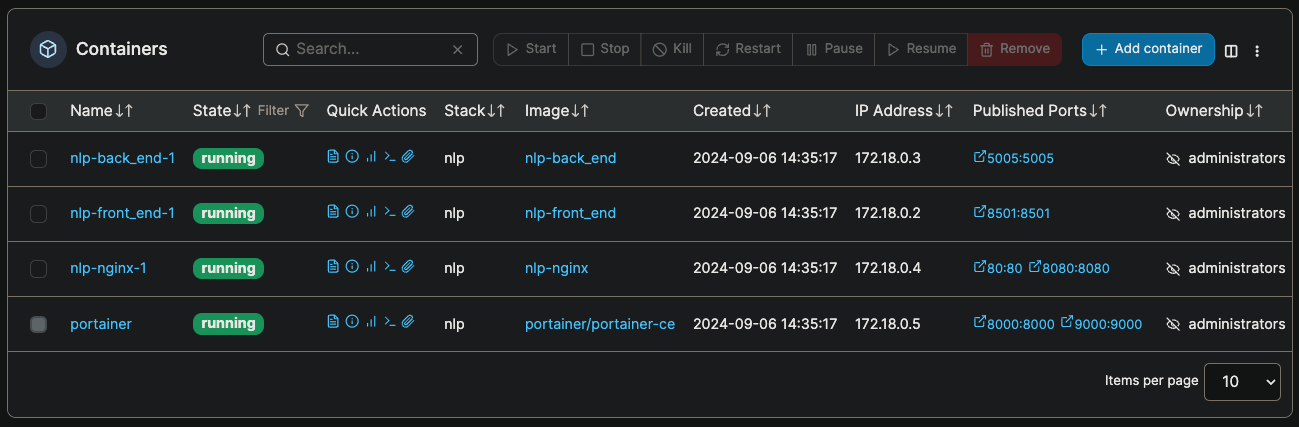 Containers Search... Start Stop Kill Restart Pause Resume Remove Add container
Name State Filter Quick Actions Stack Image Created IP Address Published Ports Ownership
nlp-back_end-1 running nlp nlp-back_end 2024-09-06 14:35:17 172.18.0.3 5005:5005 administrators
nlp-front_end-1 running nlp nlp-front_end 2024-09-06 14:35:17 172.18.0.2 8501:8501 administrators
nlp-nginx-1 running nlp nlp-nginx 2024-09-06 14:35:17 172.18.0.4 80:80 8080:8080 administrators
portainer running nlp portainer/portainer-ce 2024-09-06 14:35:17 172.18.0.5 8000:8000 9000:9000 administrators
Items per page 10